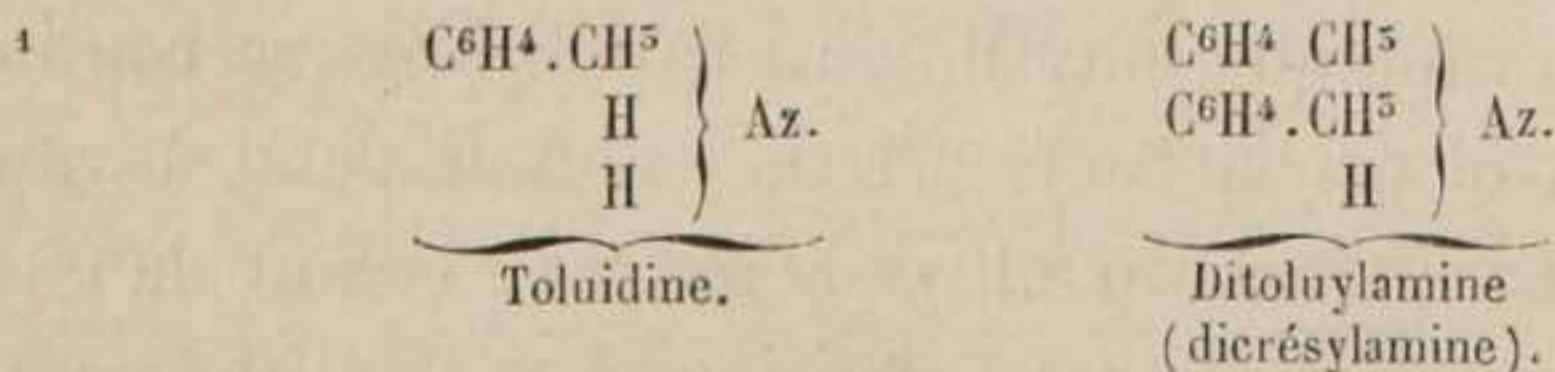 1 C⁶H⁴.CH³ C⁶H⁴ CH³
H } Az. C⁶H⁴.CH³ } Az.
H H
Toluidine. Ditoluylamine
(dicrésylamine).